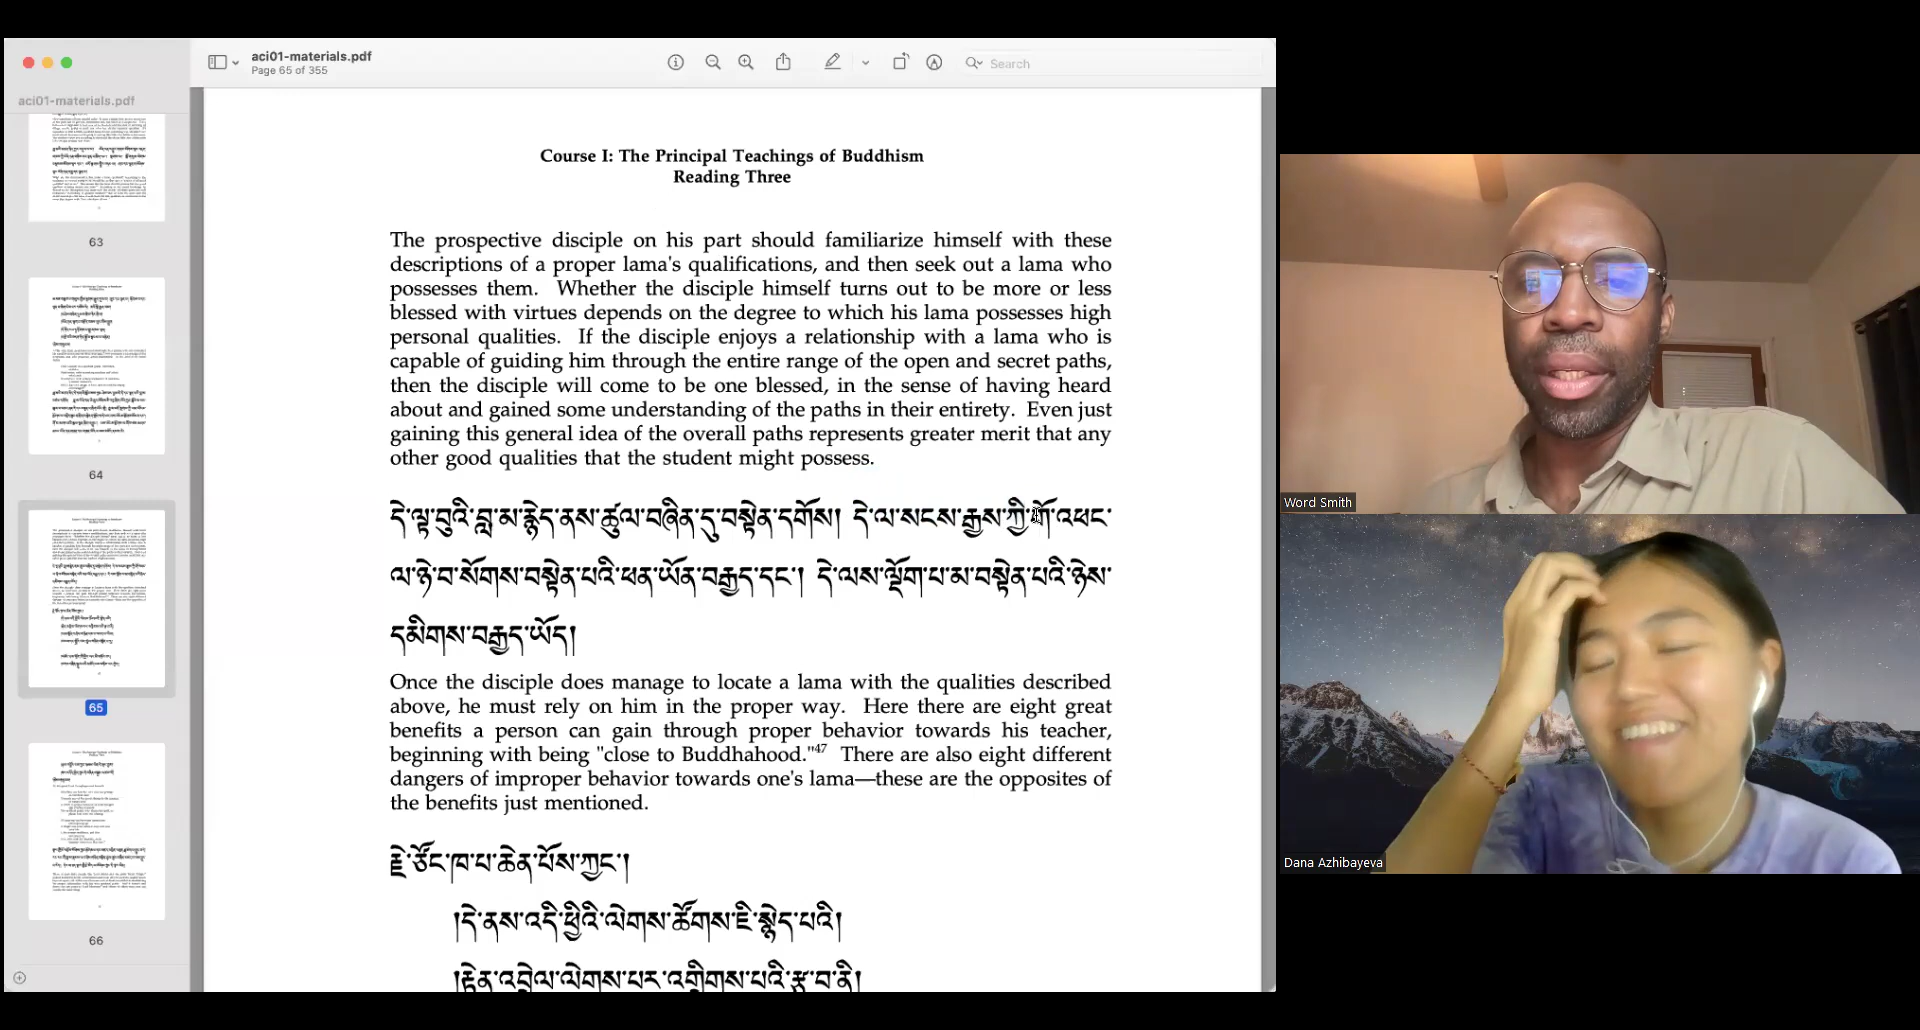 aci01-materials.pdf
Page 65 of 355
Search
aci01-materials.pdf
63
64
65
66
Course I: The Principal Teachings of Buddhism
Reading Three
The prospective disciple on his part should familiarize himself with these
descriptions of a proper lama's qualifications, and then seek out a lama who
possesses them. Whether the disciple himself turns out to be more or less
blessed with virtues depends on the degree to which his lama possesses high
personal qualities. If the disciple enjoys a relationship with a lama who is
capable of guiding him through the entire range of the open and secret paths,
then the disciple will come to be one blessed, in the sense of having heard
about and gained some understanding of the paths in their entirety. Even just
gaining this general idea of the overall paths represents greater merit that any
other good qualities that the student might possess.
དེ་ལྟ་བུའི་བླ་མ་རྙེད་ནས་ཚུལ་བཞིན་དུ་བསྟེན་དགོས། དེ་ལ་སངས་རྒྱས་ཀྱི་གོ་འཕང་
ལ་ཉེ་བ་སོགས་བསྟེན་པའི་ཕན་ཡོན་བརྒྱད་དང་། དེ་ལས་ལྡོག་པ་མ་བསྟེན་པའི་ཉེས་
དམིགས་བརྒྱད་ཡོད།
Once the disciple does manage to locate a lama with the qualities described
above, he must rely on him in the proper way. Here there are eight great
benefits a person can gain through proper behavior towards his teacher,
beginning with being "close to Buddhahood."47 There are also eight different
dangers of improper behavior towards one's lama—these are the opposites of
the benefits just mentioned.
རྗེ་ཙོང་ཁ་པ་ཆེན་པོས་ཀྱང་།
།དེ་ནས་འདི་ཕྱིའི་ལེགས་ཚོགས་ཇི་སྙེད་པའི།
།རྟེན་འབྲེལ་ལེགས་པར་འགྲིགས་པའི་རྩ་བ་ནི།
Word Smith
Dana Azhibayeva